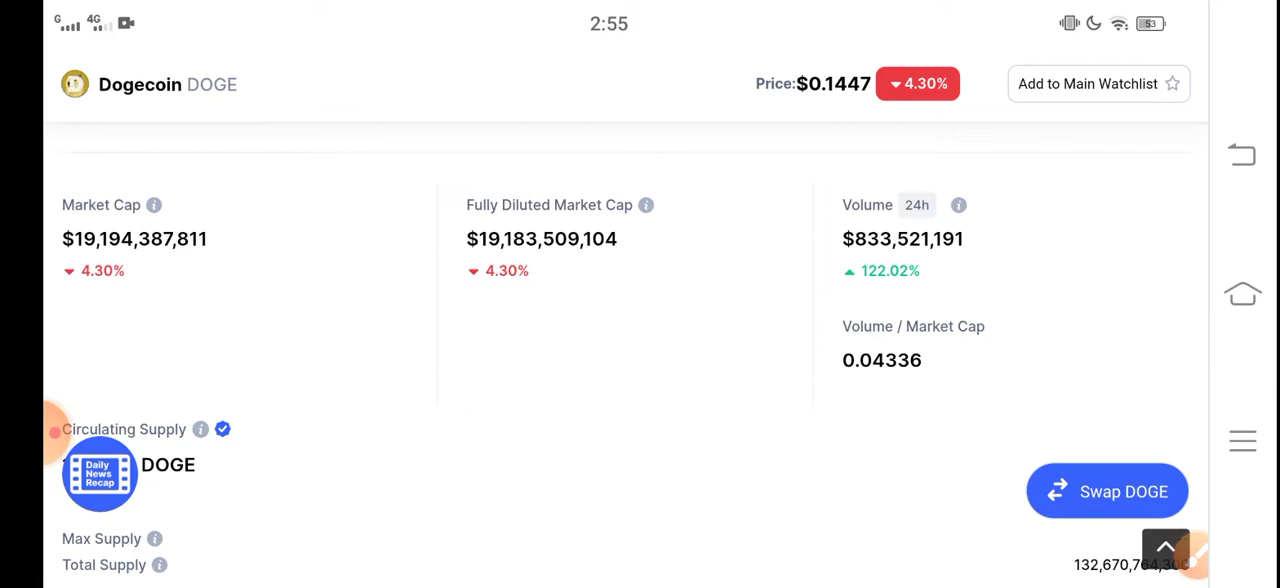 G 4G 2:55 53
Dogecoin DOGE Price:$0.1447 4.30% Add to Main Watchlist
Market Cap Fully Diluted Market Cap Volume 24h
$19,194,387,811 $19,183,509,104 $833,521,191
4.30% 4.30% 122.02%
Volume / Market Cap
0.04336
Circulating Supply
DOGE
Daily
News
Recap
Swap DOGE
Max Supply
Total Supply